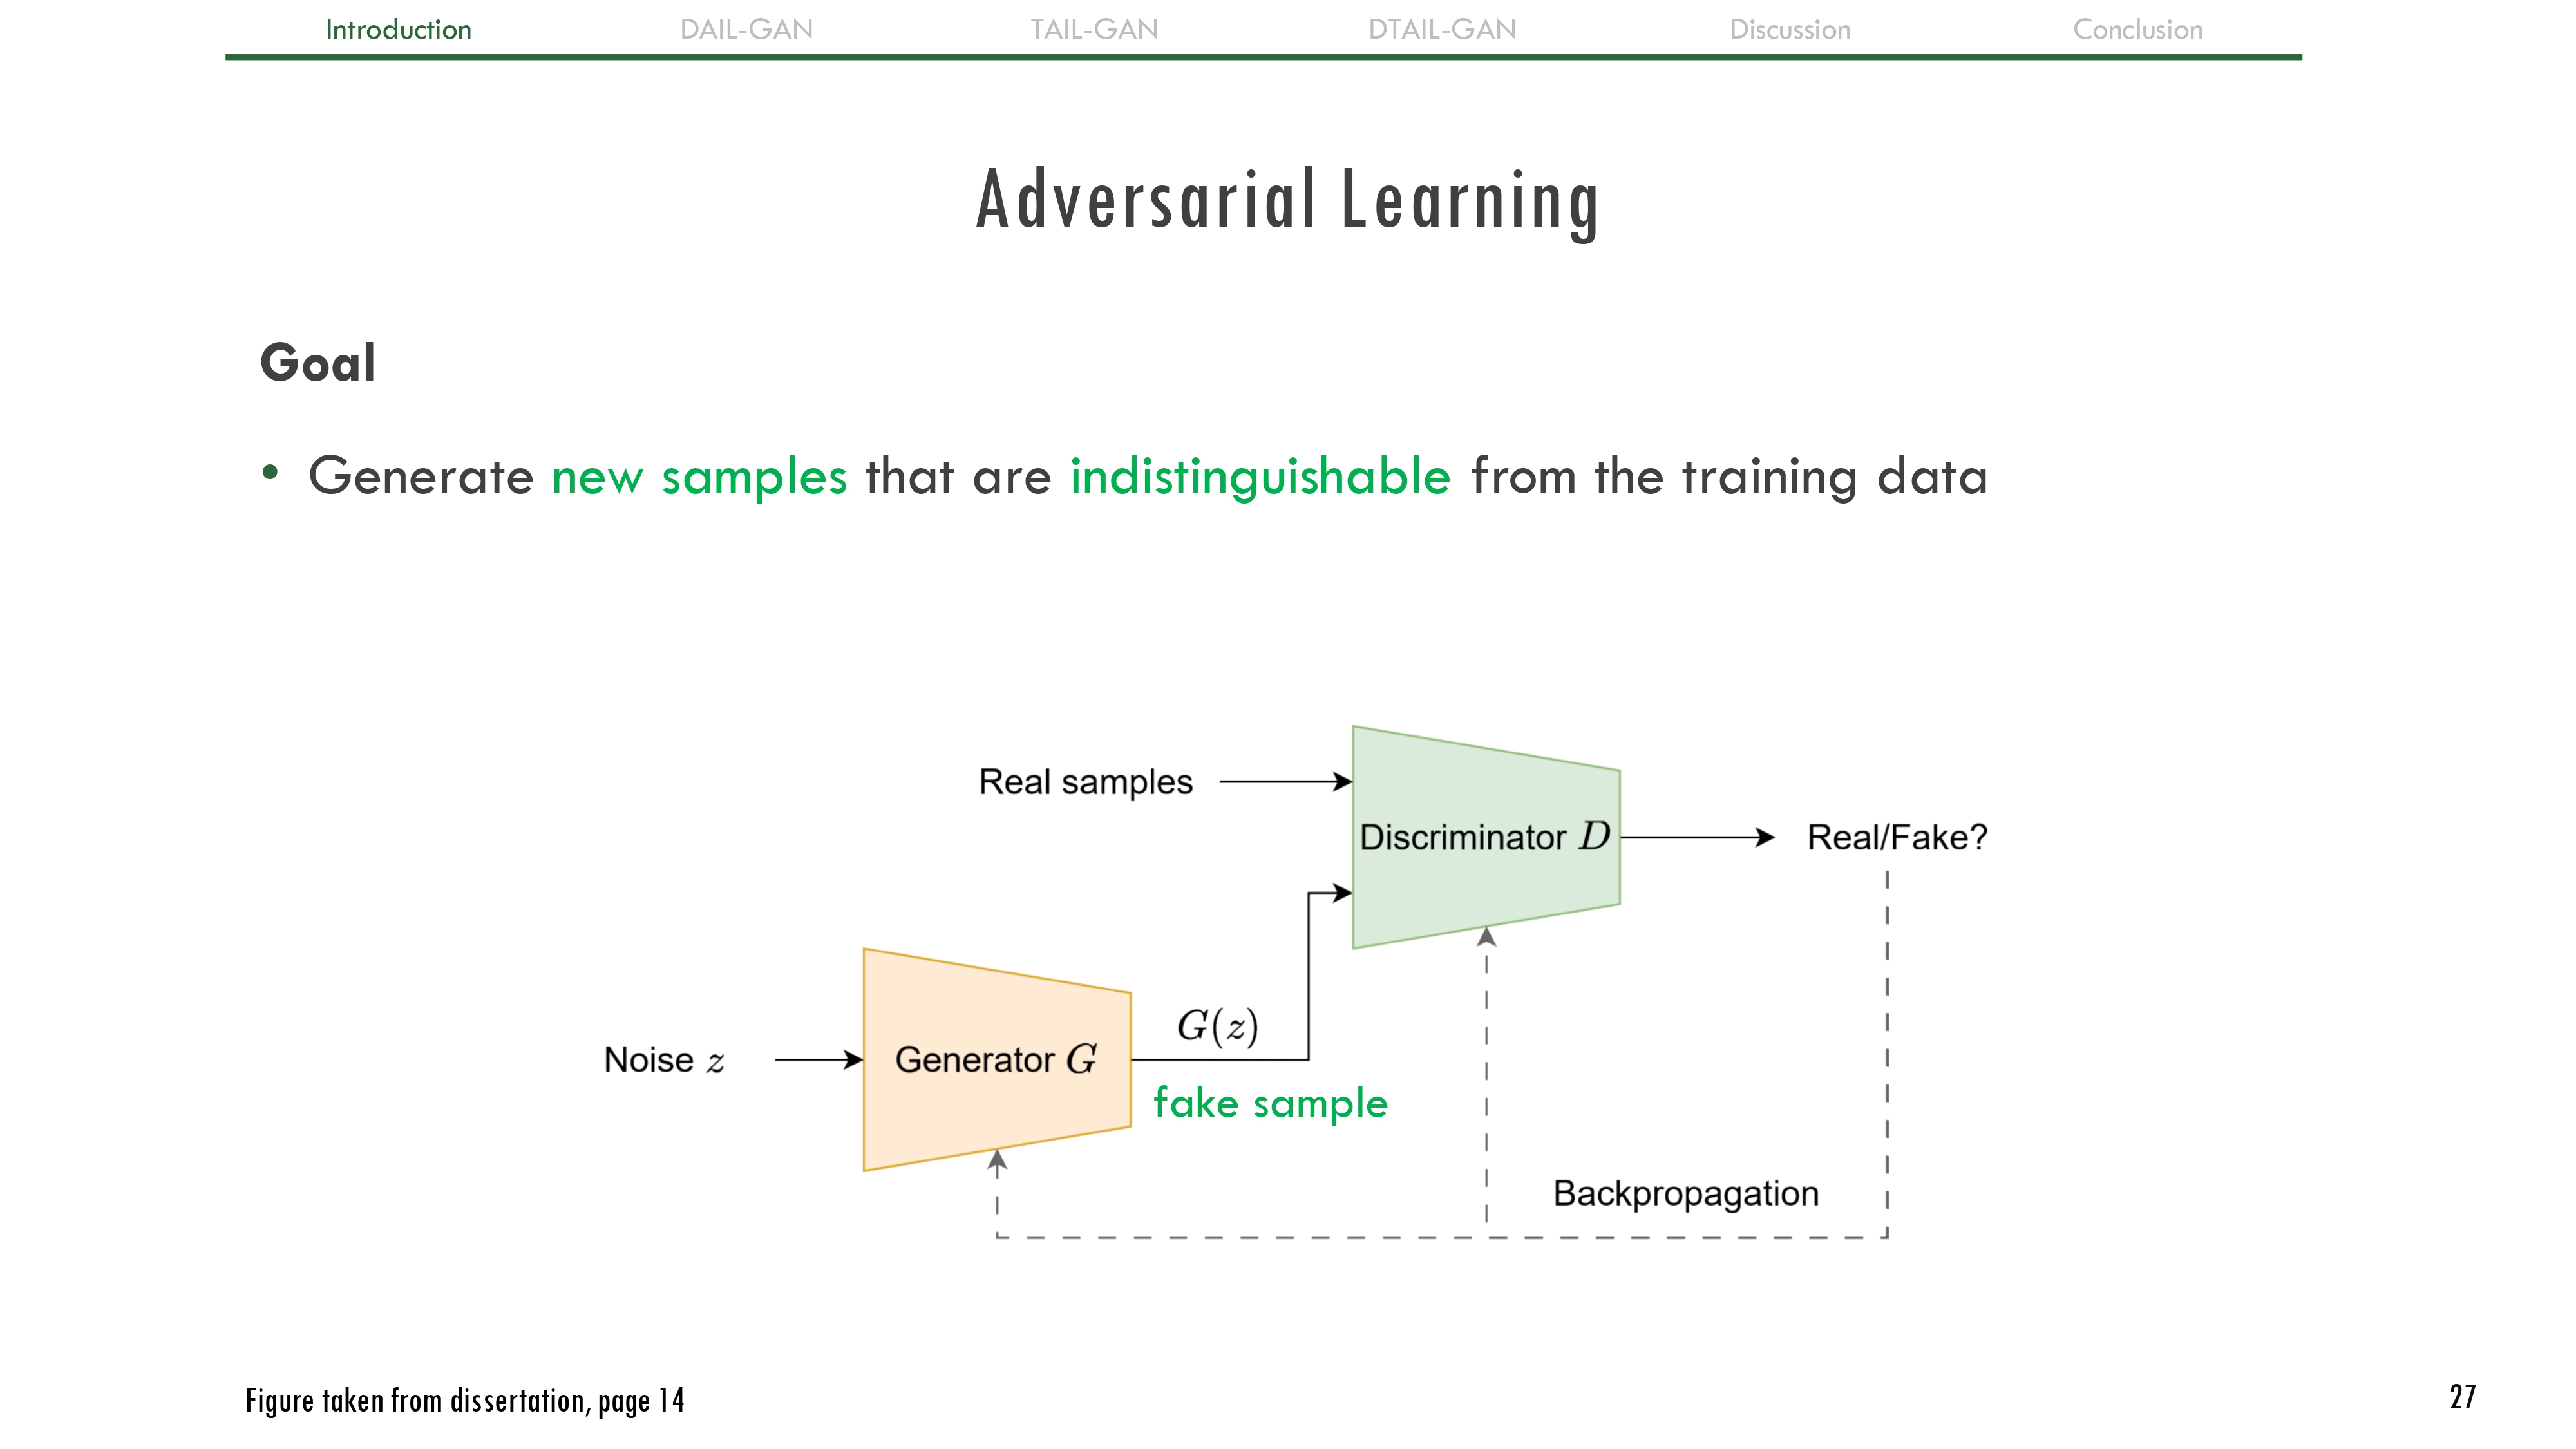 Introduction DAIL-GAN TAIL-GAN DTAIL-GAN Discussion Conclusion
Adversarial Learning
Goal
• Generate new samples that are indistinguishable from the training data
Real samples
Discriminator D
Real/Fake?
Noise z
Generator G
G(z)
fake sample
Backpropagation
Figure taken from dissertation, page 14
27